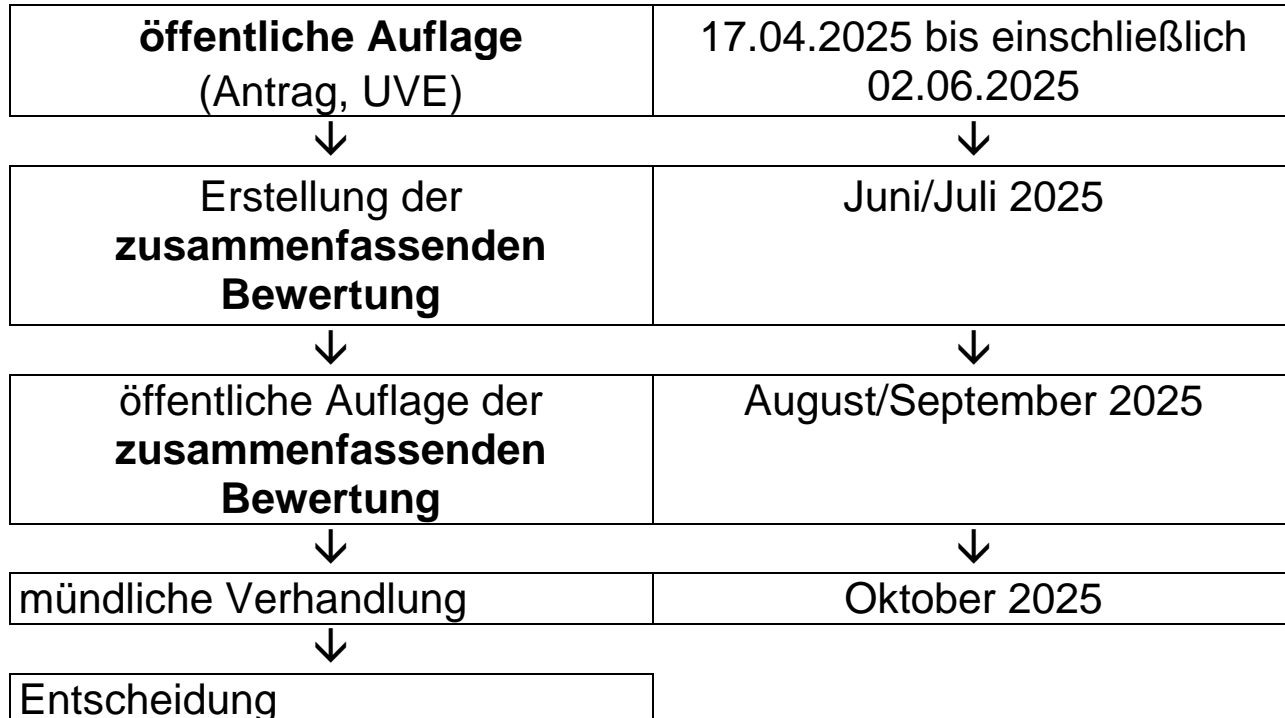 öffentliche Auflage
(Antrag, UVE)
17.04.2025 bis einschließlich
02.06.2025
↓
↓
Erstellung der
zusammenfassenden
Bewertung
Juni/Juli 2025
↓
↓
öffentliche Auflage der
zusammenfassenden
Bewertung
August/September 2025
↓
↓
mündliche Verhandlung
Oktober 2025
↓
Entscheidung